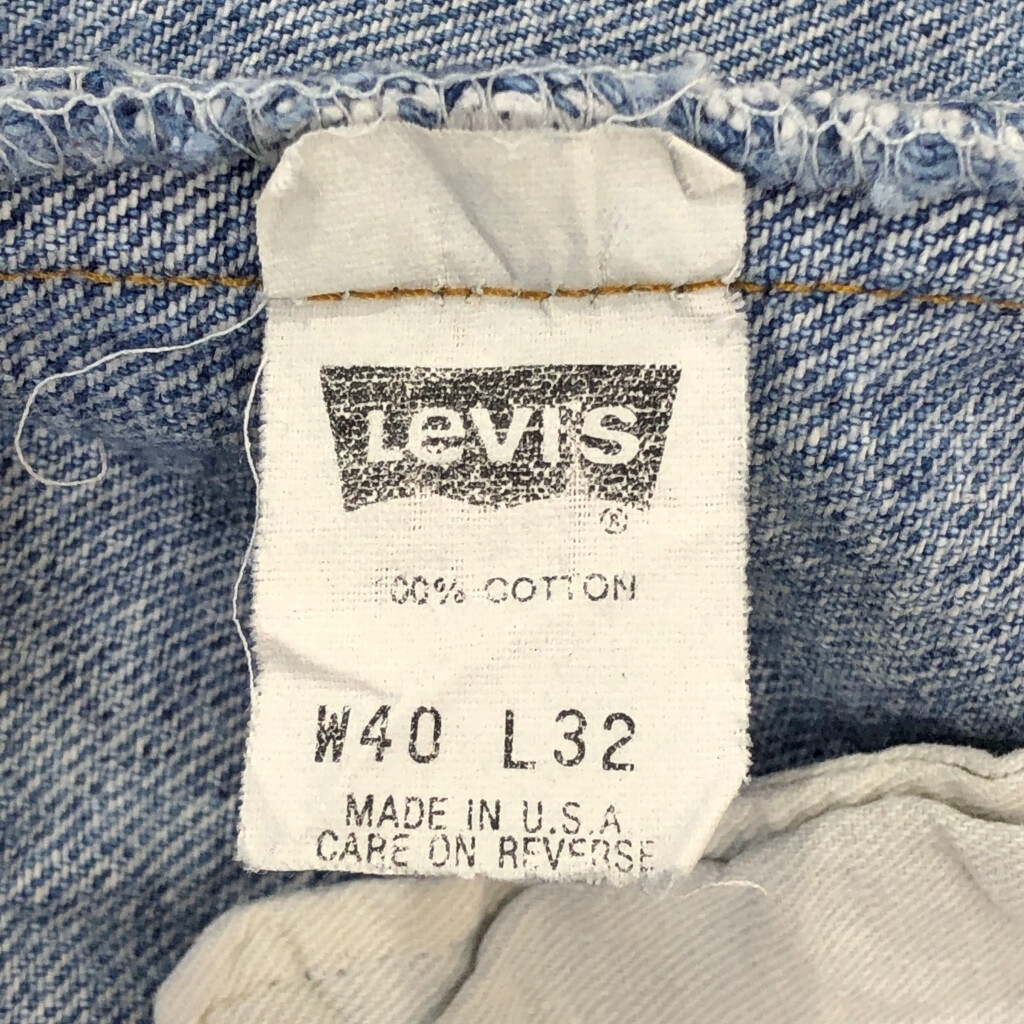 LEVI'S
®
100% COTTON
W40 L32
MADE IN U.S.A.
CARE ON REVERSE